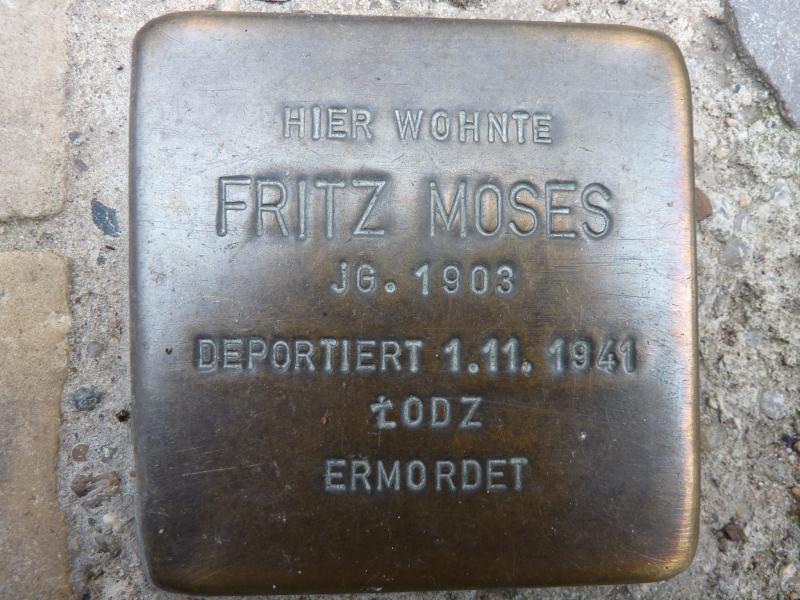 HIER WOHNTE
FRITZ MOSES
JG. 1903
DEPORTIERT 1.11. 1941
ŁODZ
ERMORDET